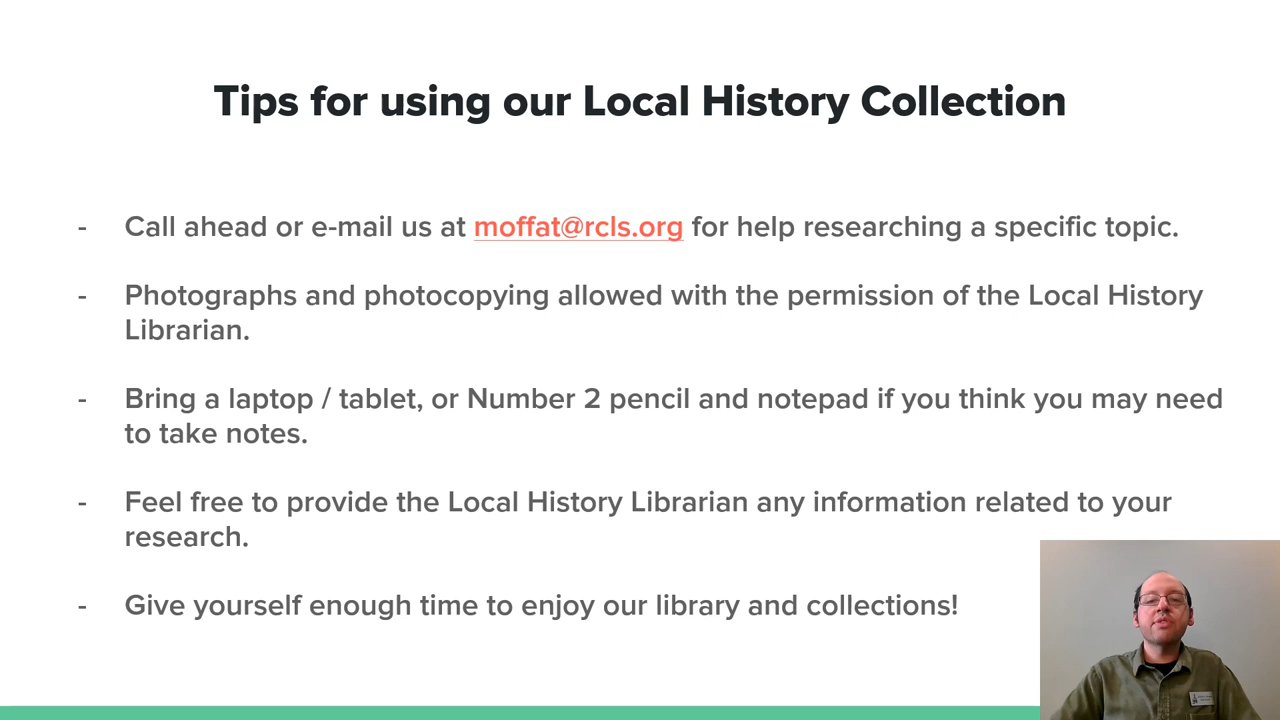 Tips for using our Local History Collection
- Call ahead or e-mail us at moffat@rcls.org for help researching a specific topic.
- Photographs and photocopying allowed with the permission of the Local History
Librarian.
- Bring a laptop / tablet, or Number 2 pencil and notepad if you think you may need
to take notes.
- Feel free to provide the Local History Librarian any information related to your
research.
- Give yourself enough time to enjoy our library and collections!